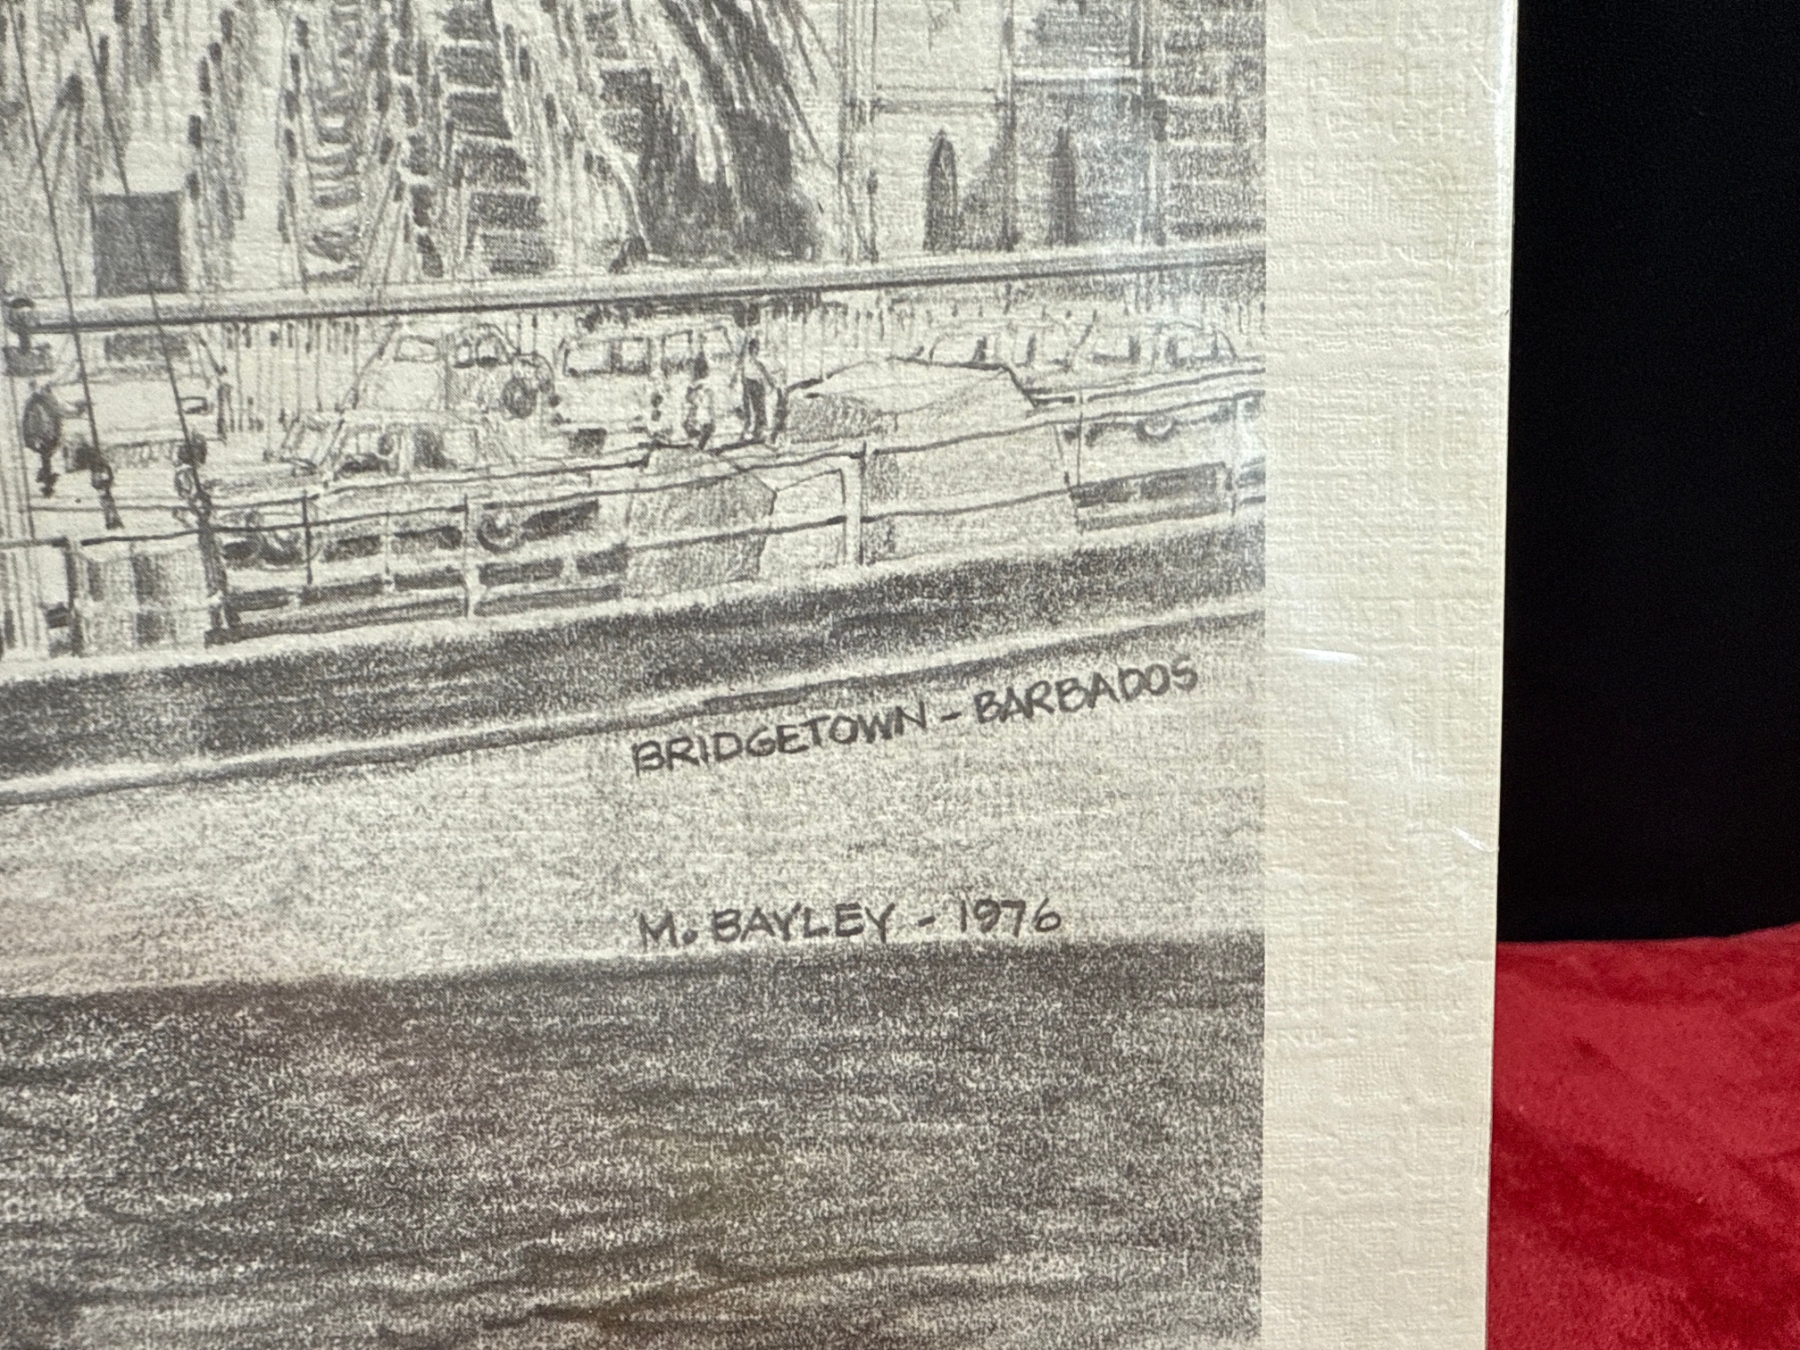 BRIDGETOWN - BARBADOS
M. BAYLEY - 1976